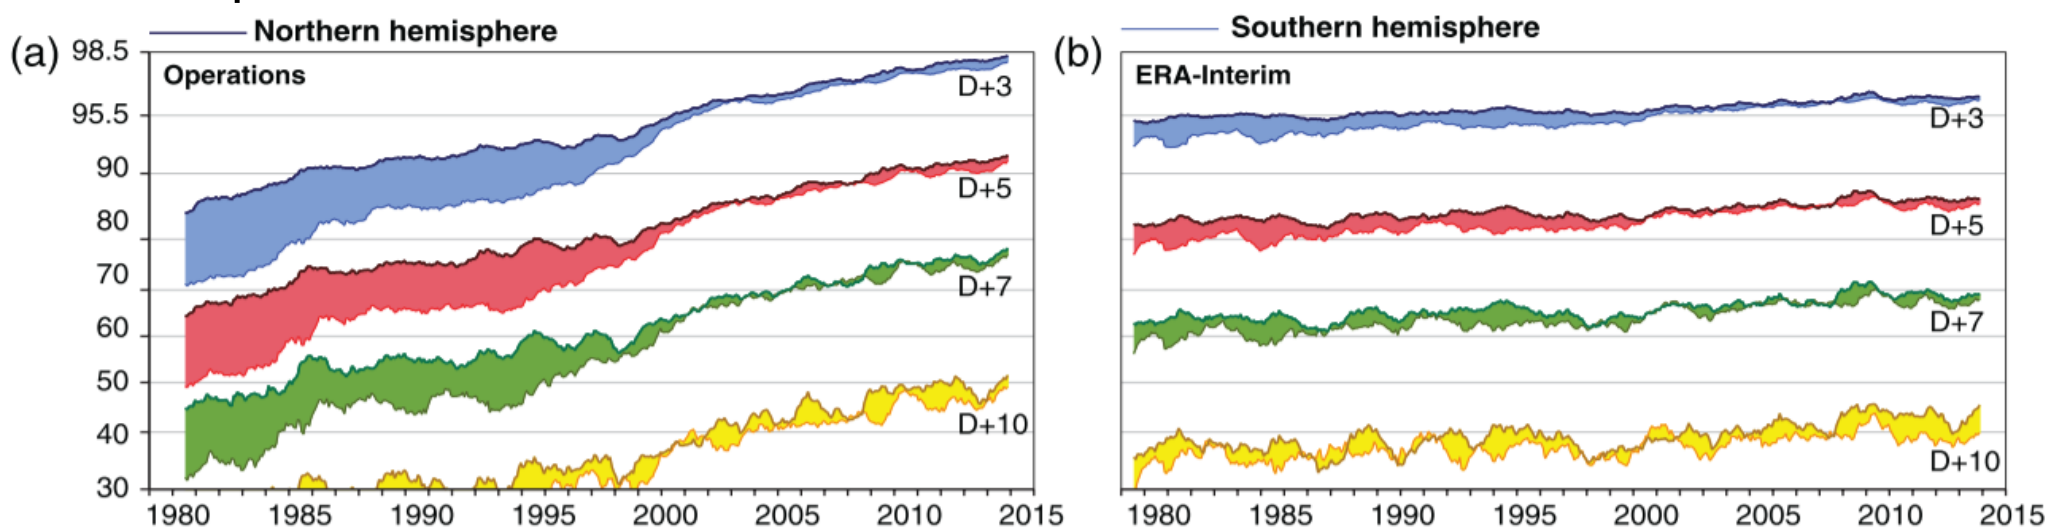 (a)
Northern hemisphere
Operations
98.5
95.5
90
80
70
60
50
40
30
D+3
D+5
D+7
D+10
1980 1985 1990 1995 2000 2005 2010 2015
(b)
Southern hemisphere
ERA-Interim
D+3
D+5
D+7
D+10
1980 1985 1990 1995 2000 2005 2010 2015